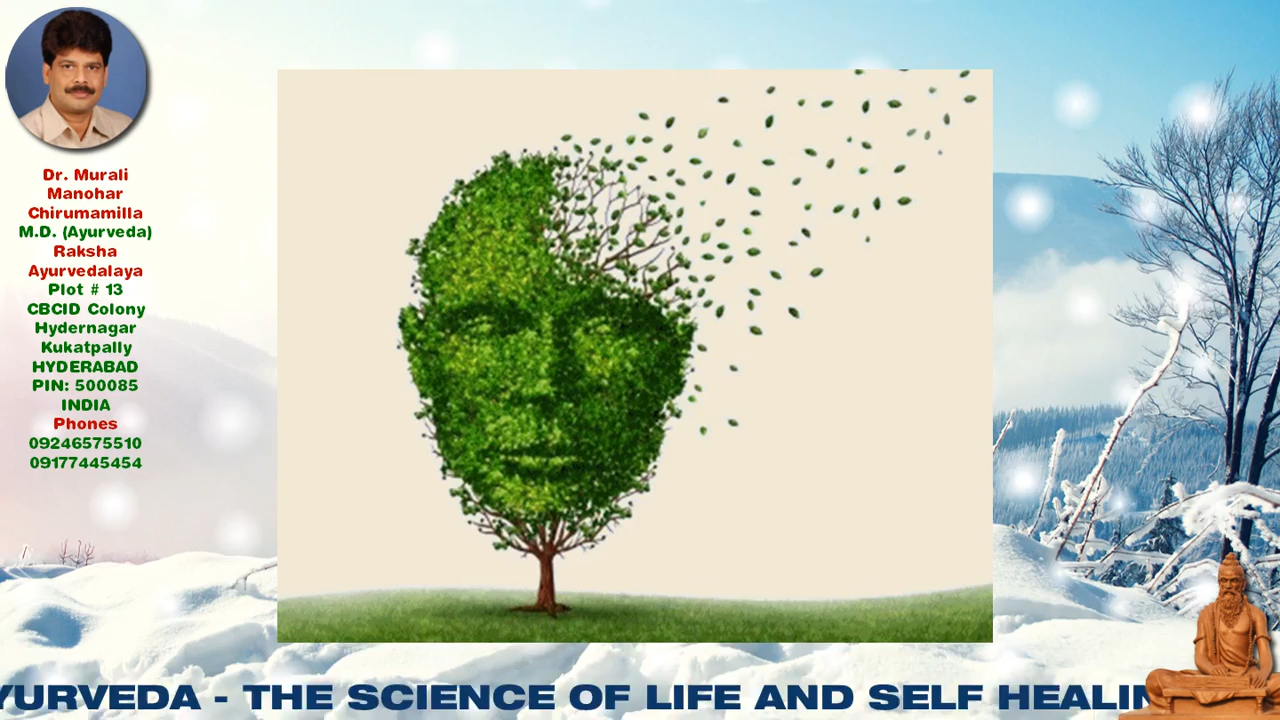 Dr. Murali
Manohar
Chirumamilla
M.D. (Ayurveda)
Raksha
Ayurvedalaya
Plot # 13
CBCID Colony
Hydernagar
Kukatpally
HYDERABAD
PIN: 500085
INDIA
Phones
09246575510
09177445454
YURVEDA - THE SCIENCE OF LIFE AND SELF HEALIN